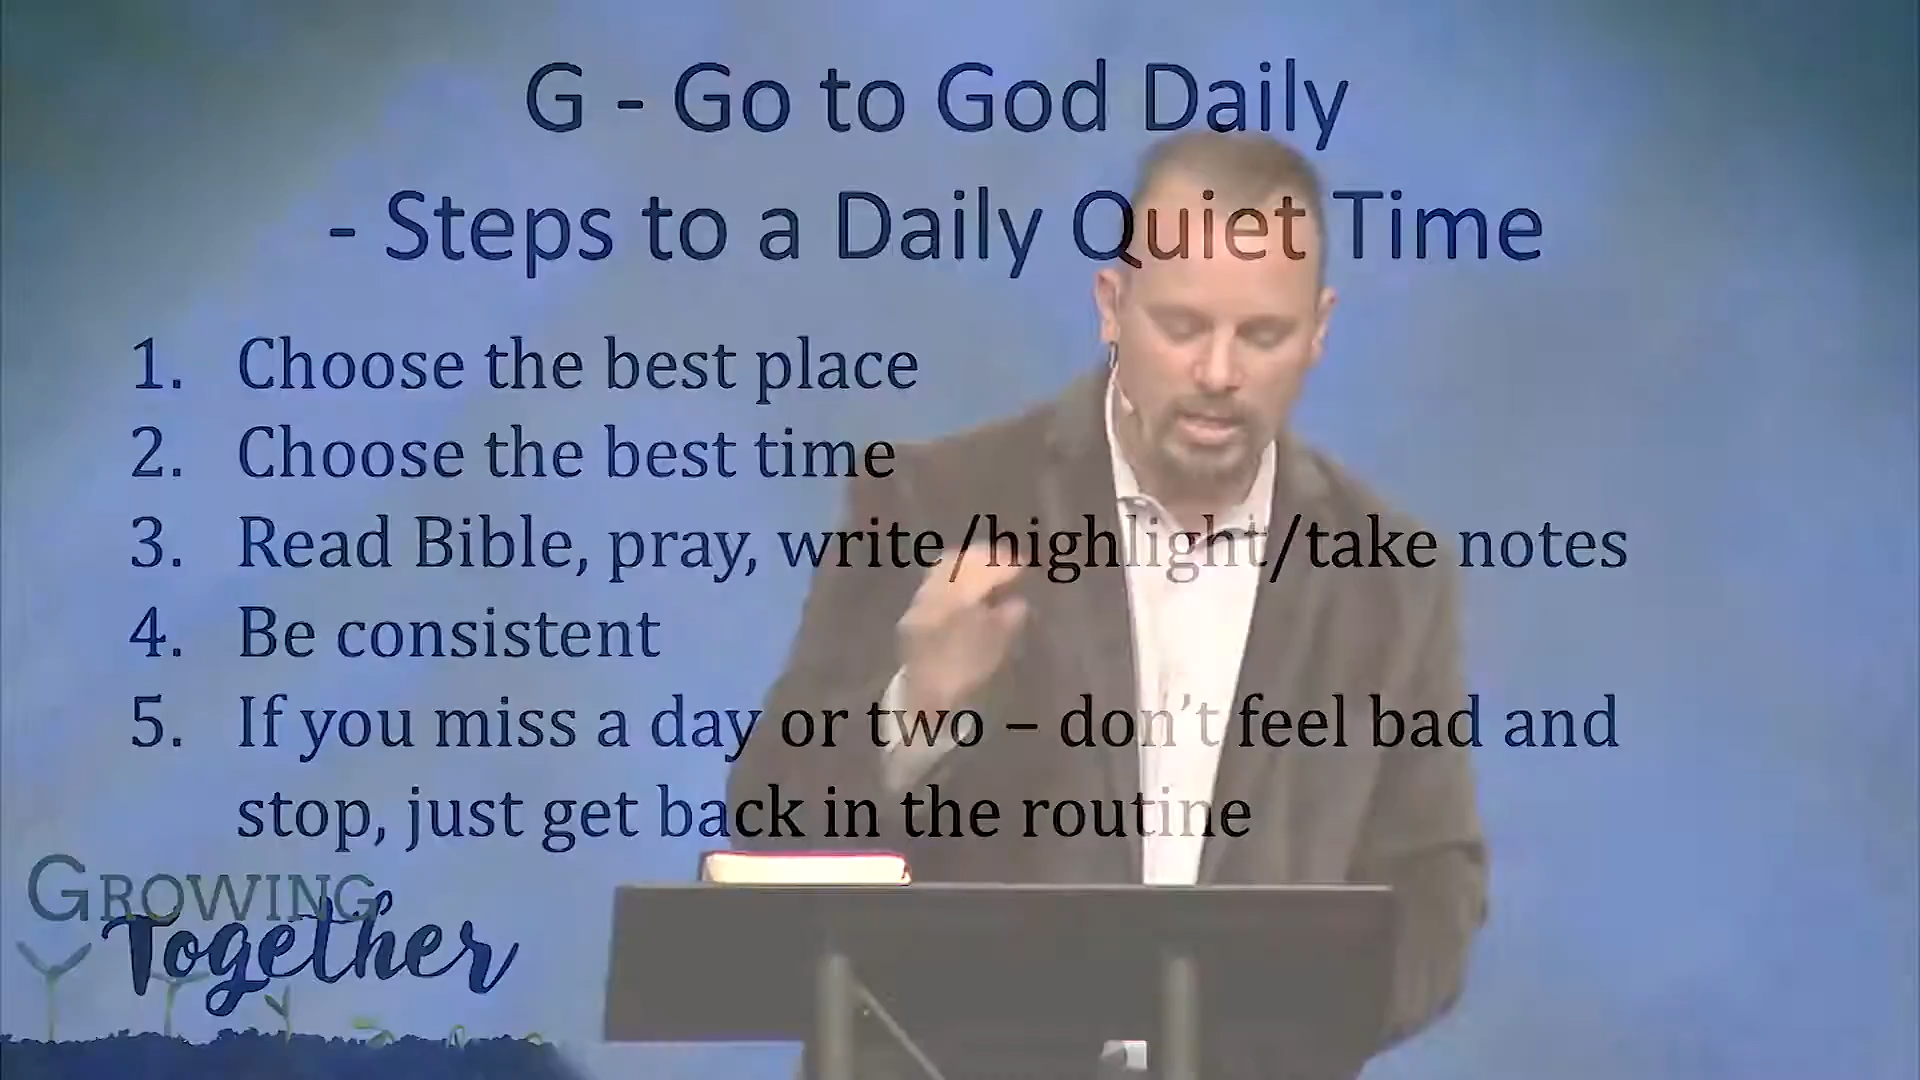 G - Go to God Daily
- Steps to a Daily Quiet Time
1. Choose the best place
2. Choose the best time
3. Read Bible, pray, write/highlight/take notes
4. Be consistent
5. If you miss a day or two – don’t feel bad and
stop, just get back in the routine
GROWING
Together